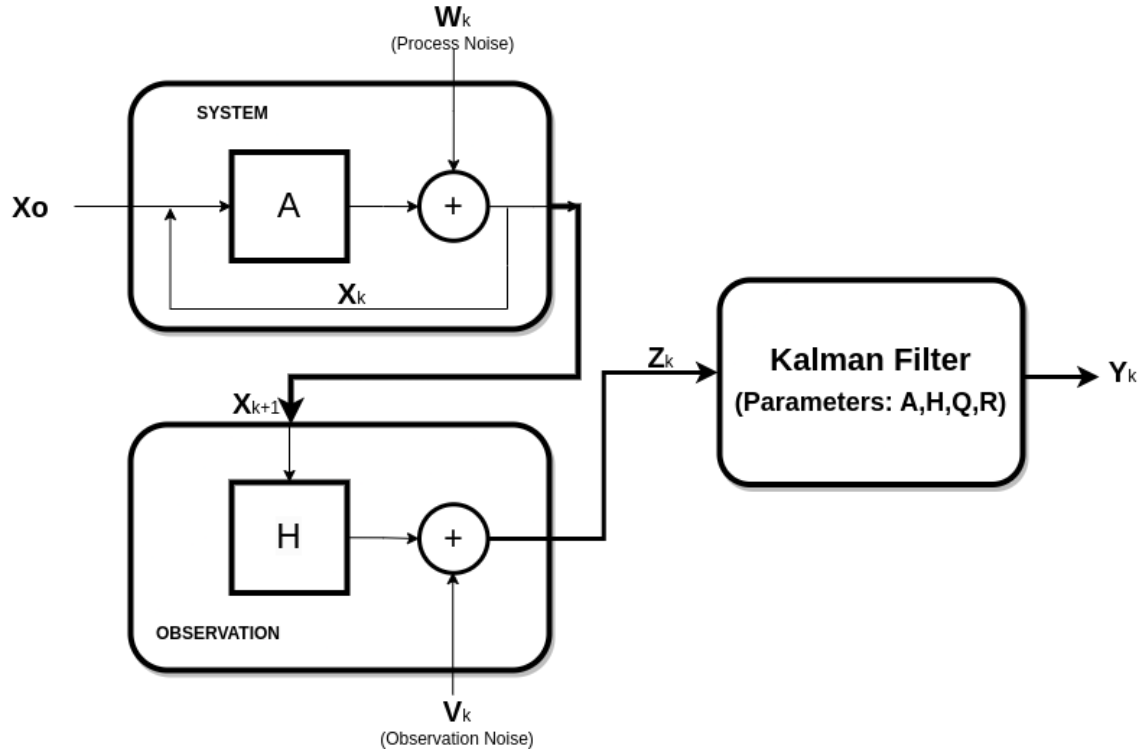 Wk
(Process Noise)
SYSTEM
Xo
A
+
Xk
Zk
Kalman Filter
(Parameters: A,H,Q,R)
Yk
Xk+1
H
+
OBSERVATION
Vk
(Observation Noise)